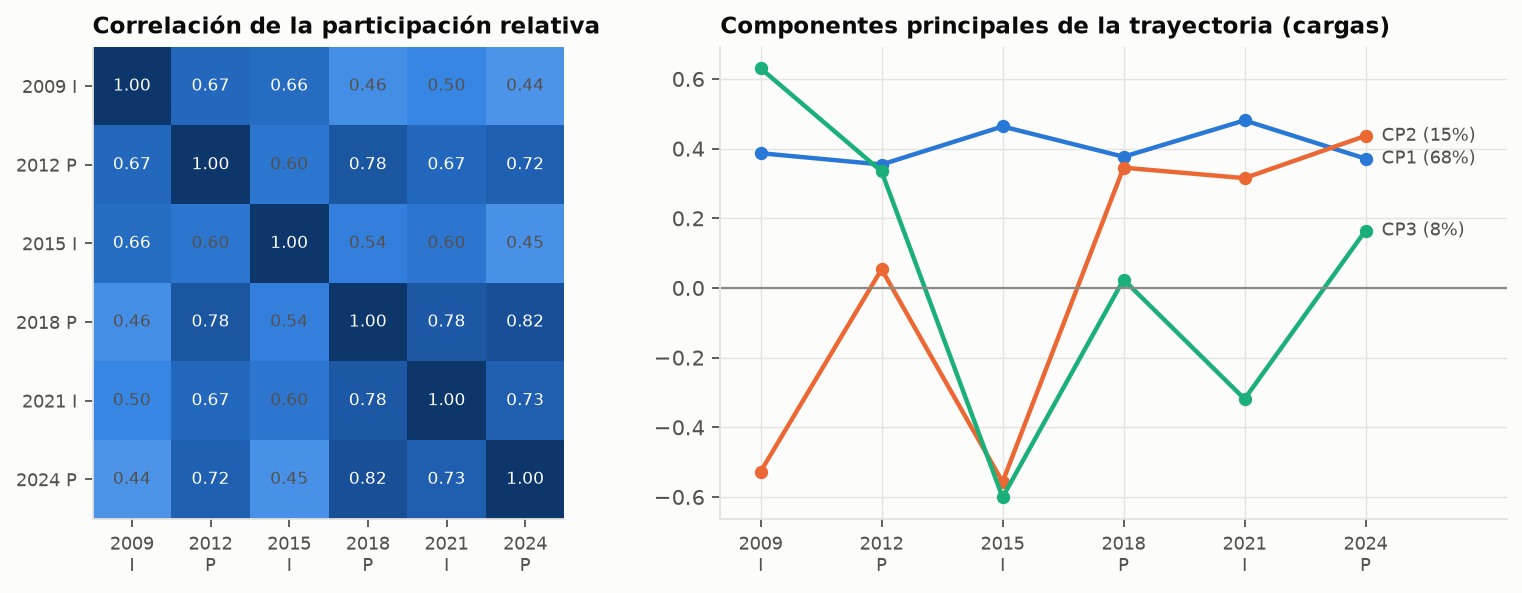 Correlación de la participación relativa
2009 I 1.00 0.67 0.66 0.46 0.50 0.44
2012 P 0.67 1.00 0.60 0.78 0.67 0.72
2015 I 0.66 0.60 1.00 0.54 0.60 0.45
2018 P 0.46 0.78 0.54 1.00 0.78 0.82
2021 I 0.50 0.67 0.60 0.78 1.00 0.73
2024 P 0.44 0.72 0.45 0.82 0.73 1.00
2009 2012 2015 2018 2021 2024
I P I P I P
Componentes principales de la trayectoria (cargas)
0.6
0.4
0.2
0.0
−0.2
−0.4
−0.6
CP2 (15%)
CP1 (68%)
CP3 (8%)
2009 2012 2015 2018 2021 2024
I P I P I P